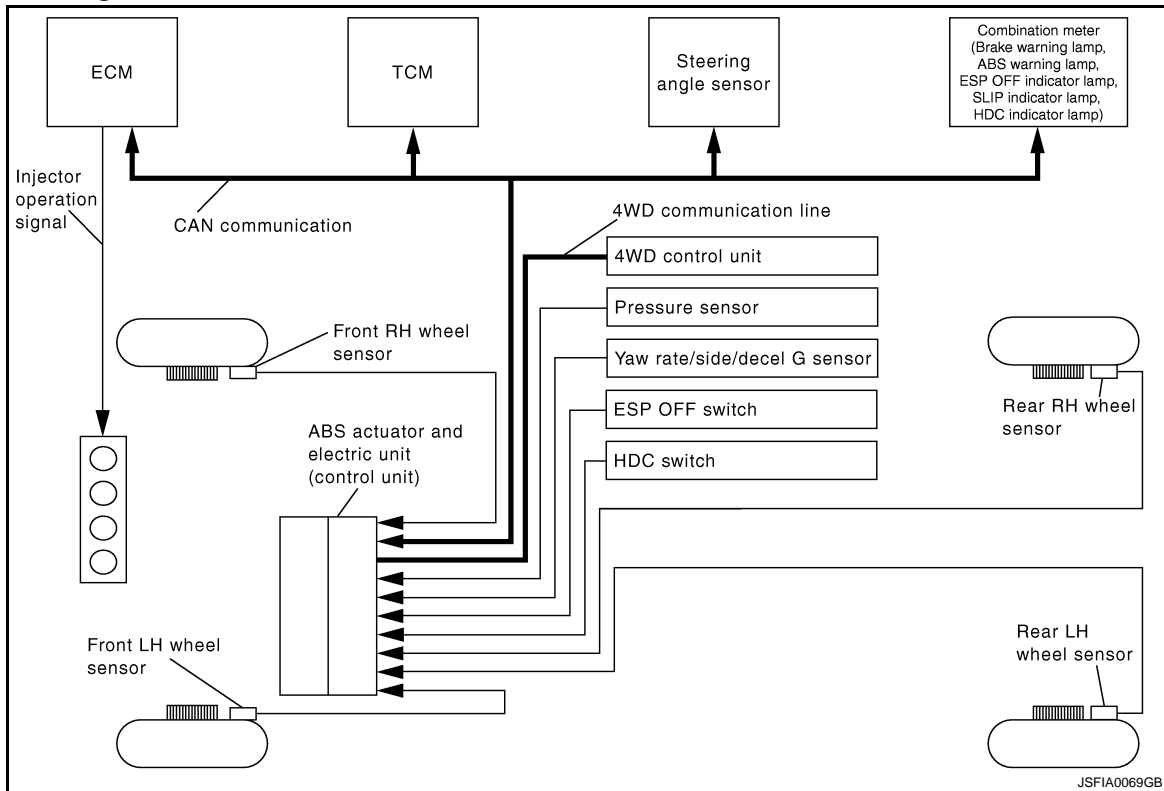 ECM
TCM
Steering
angle sensor
Combination meter
(Brake warning lamp,
ABS warning lamp,
ESP OFF indicator lamp,
SLIP indicator lamp,
HDC indicator lamp)
Injector
operation
signal
CAN communication
4WD communication line
4WD control unit
Pressure sensor
Yaw rate/side/decel G sensor
ESP OFF switch
HDC switch
Front RH wheel
sensor
Rear RH wheel
sensor
ABS actuator and
electric unit
(control unit)
Front LH wheel
sensor
Rear LH
wheel sensor
JSFIA0069GB